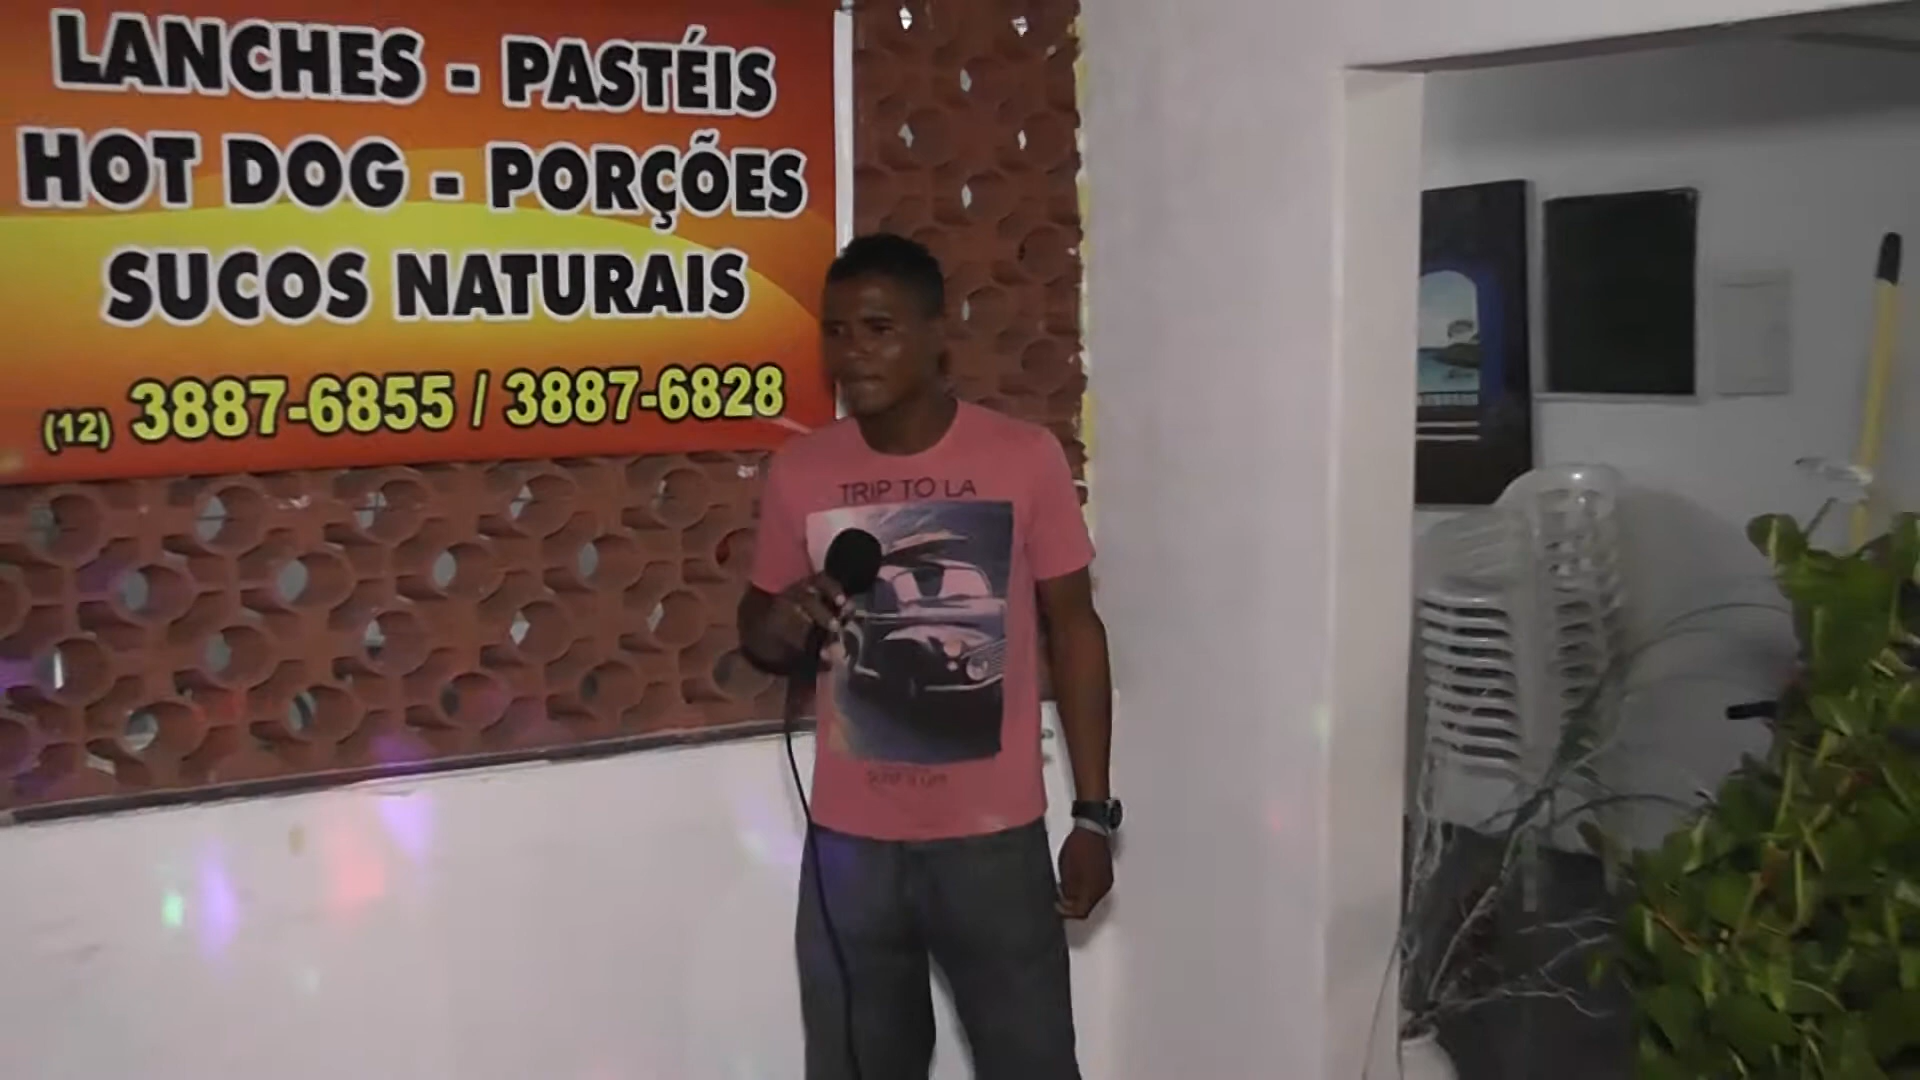 LANCHES - PASTÉIS
HOT DOG - PORÇÕES
SUCOS NATURAIS
(12) 3887-6855 / 3887-6828
TRIP TO LA